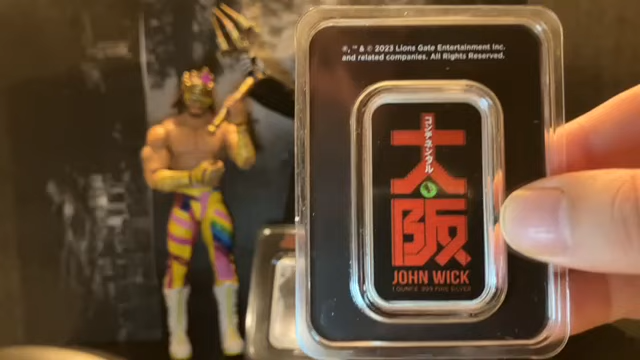 ®, ™ & © 2023 Lions Gate Entertainment Inc.
and related companies. All Rights Reserved.
コンチネンタル
大
阪
JOHN WICK
1 OUNCE .999 FINE SILVER